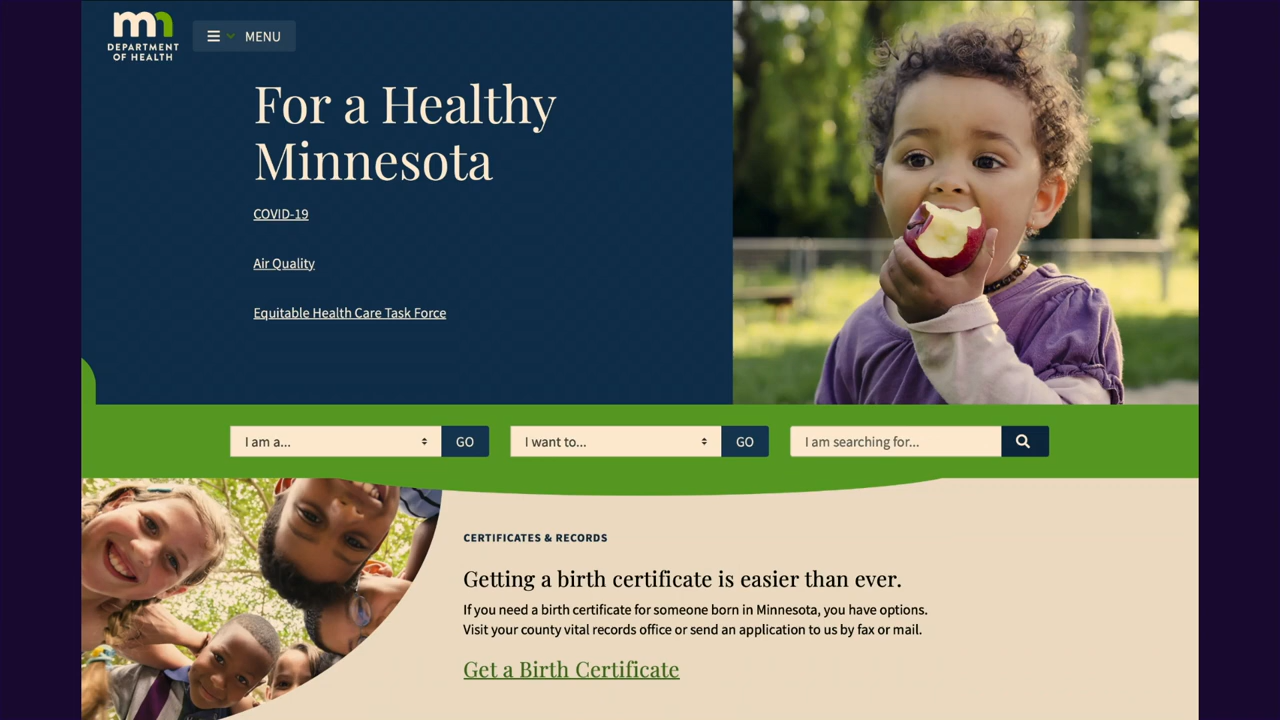 mn
DEPARTMENT
OF HEALTH
MENU
For a Healthy
Minnesota
COVID-19
Air Quality
Equitable Health Care Task Force
I am a...
GO
I want to...
GO
I am searching for...
CERTIFICATES & RECORDS
Getting a birth certificate is easier than ever.
If you need a birth certificate for someone born in Minnesota, you have options.
Visit your county vital records office or send an application to us by fax or mail.
Get a Birth Certificate